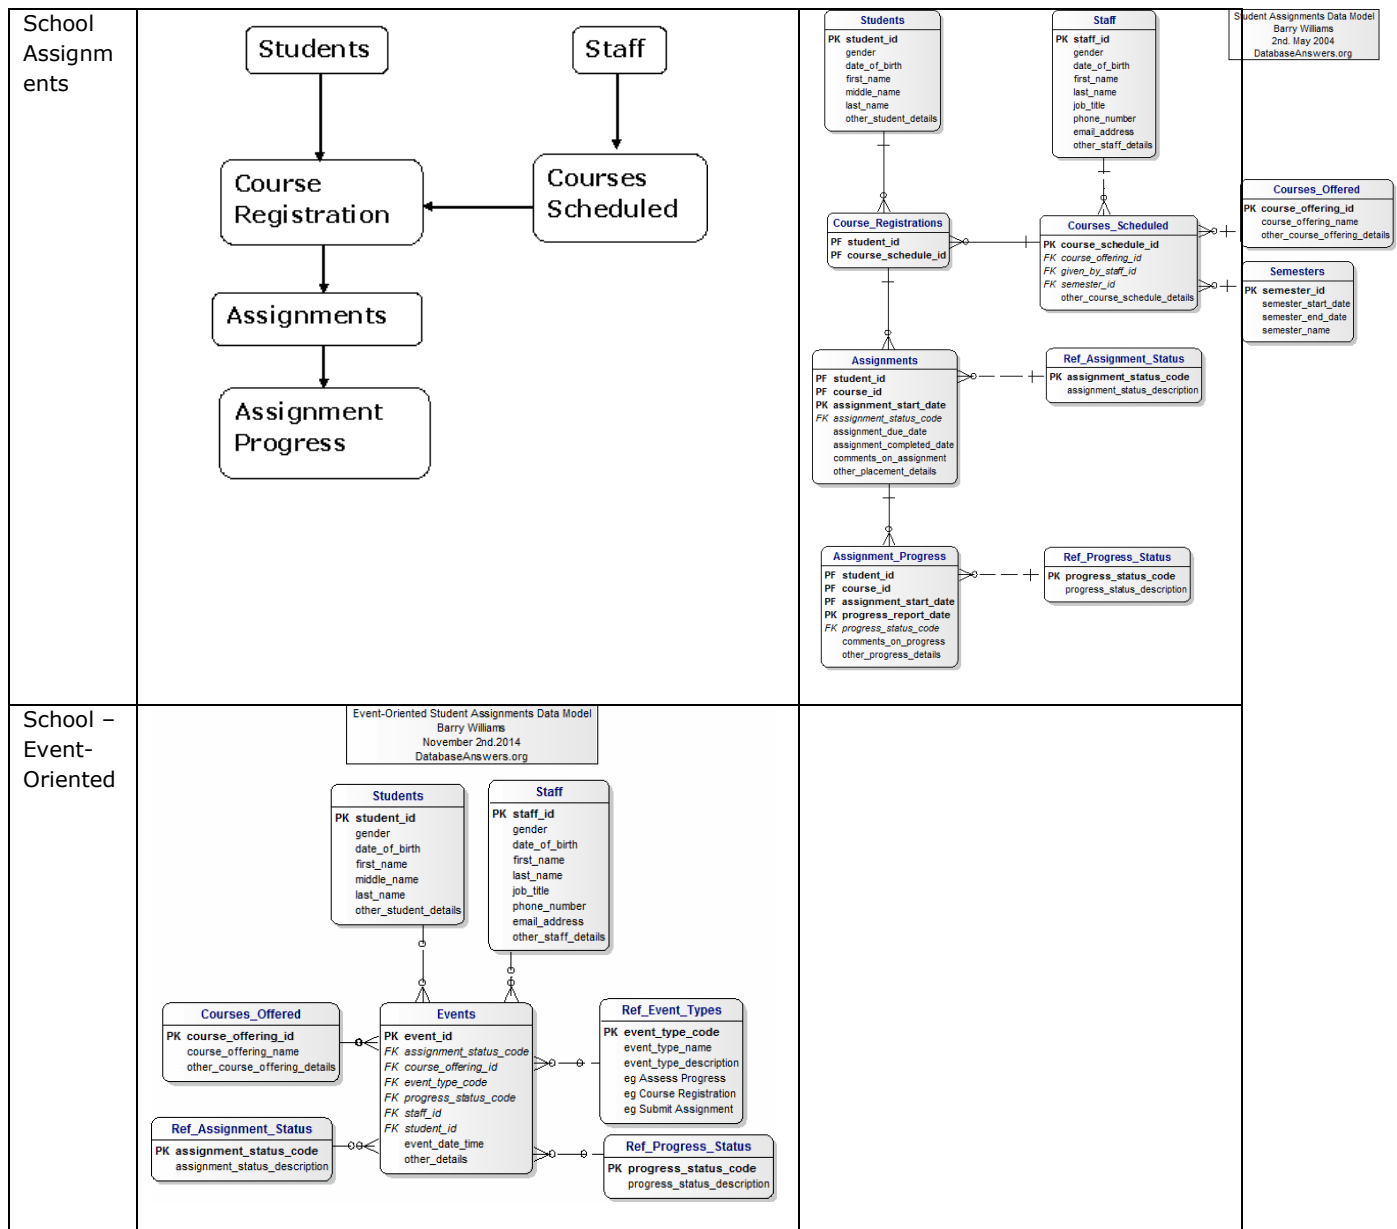 School
Assignm
ents
Students
Staff
Course
Registration
Courses
Scheduled
Assignments
Assignment
Progress
Students
PK student_id
gender
date_of_birth
first_name
middle_name
last_name
other_student_details
Staff
PK staff_id
gender
date_of_birth
first_name
last_name
job_title
phone_number
email_address
other_staff_details
Student Assignments Data Model
Barry Williams
2nd. May 2004
DatabaseAnswers.org
Course_Registrations
PF student_id
PF course_schedule_id
Courses_Scheduled
PK course_schedule_id
FK course_offering_id
FK given_by_staff_id
FK semester_id
other_course_schedule_details
Courses_Offered
PK course_offering_id
course_offering_name
other_course_offering_details
Semesters
PK semester_id
semester_start_date
semester_end_date
semester_name
Assignments
PF student_id
PF course_id
PK assignment_start_date
FK assignment_status_code
assignment_due_date
assignment_completed_date
comments_on_assignment
other_placement_details
Ref_Assignment_Status
PK assignment_status_code
assignment_status_description
Assignment_Progress
PF student_id
PF course_id
PF assignment_start_date
PK progress_report_date
FK progress_status_code
comments_on_progress
other_progress_details
Ref_Progress_Status
PK progress_status_code
progress_status_description
School –
Event-
Oriented
Event-Oriented Student Assignments Data Model
Barry Williams
November 2nd.2014
DatabaseAnswers.org
Students
PK student_id
gender
date_of_birth
first_name
middle_name
last_name
other_student_details
Staff
PK staff_id
gender
date_of_birth
first_name
last_name
job_title
phone_number
email_address
other_staff_details
Courses_Offered
PK course_offering_id
course_offering_name
other_course_offering_details
Events
PK event_id
FK assignment_status_code
FK course_offering_id
FK event_type_code
FK progress_status_code
FK staff_id
FK student_id
event_date_time
other_details
Ref_Event_Types
PK event_type_code
event_type_name
event_type_description
eg Assess Progress
eg Course Registration
eg Submit Assignment
Ref_Assignment_Status
PK assignment_status_code
assignment_status_description
Ref_Progress_Status
PK progress_status_code
progress_status_description